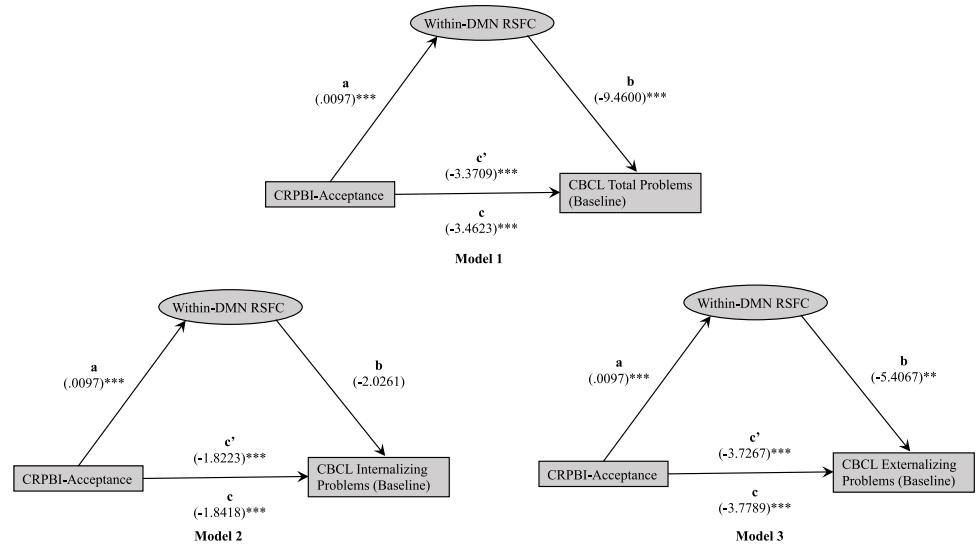 Within-DMN RSFC
a
(.0097)***
b
(-9.4600)***
c’
(-3.3709)***
CRPBI-Acceptance
CBCL Total Problems
(Baseline)
c
(-3.4623)***
Model 1
Within-DMN RSFC
a
(.0097)***
b
(-2.0261)
c’
(-1.8223)***
CRPBI-Acceptance
CBCL Internalizing
Problems (Baseline)
c
(-1.8418)***
Model 2
Within-DMN RSFC
a
(.0097)***
b
(-5.4067)**
c’
(-3.7267)***
CRPBI-Acceptance
CBCL Externalizing
Problems (Baseline)
c
(-3.7789)***
Model 3